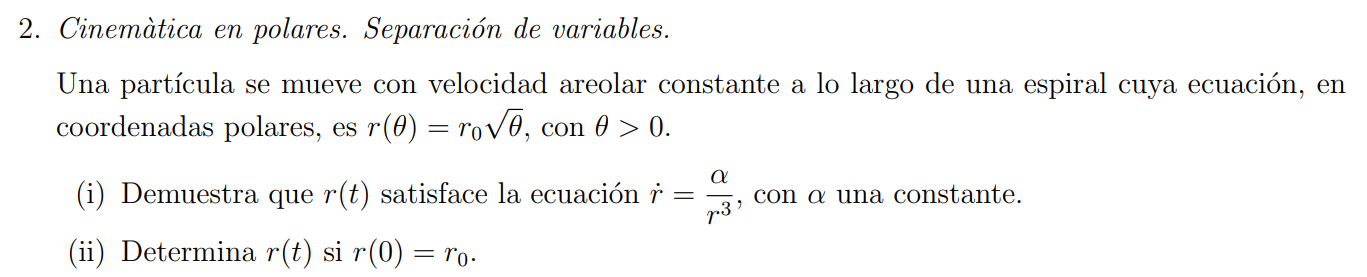 2. Cinemàtica en polares. Separación de variables.
Una partícula se mueve con velocidad areolar constante a lo largo de una espiral cuya ecuación, en
coordenadas polares, es r(θ) = r₀√θ, con θ > 0.
(i) Demuestra que r(t) satisface la ecuación ṙ = α/r³, con α una constante.
(ii) Determina r(t) si r(0) = r₀.